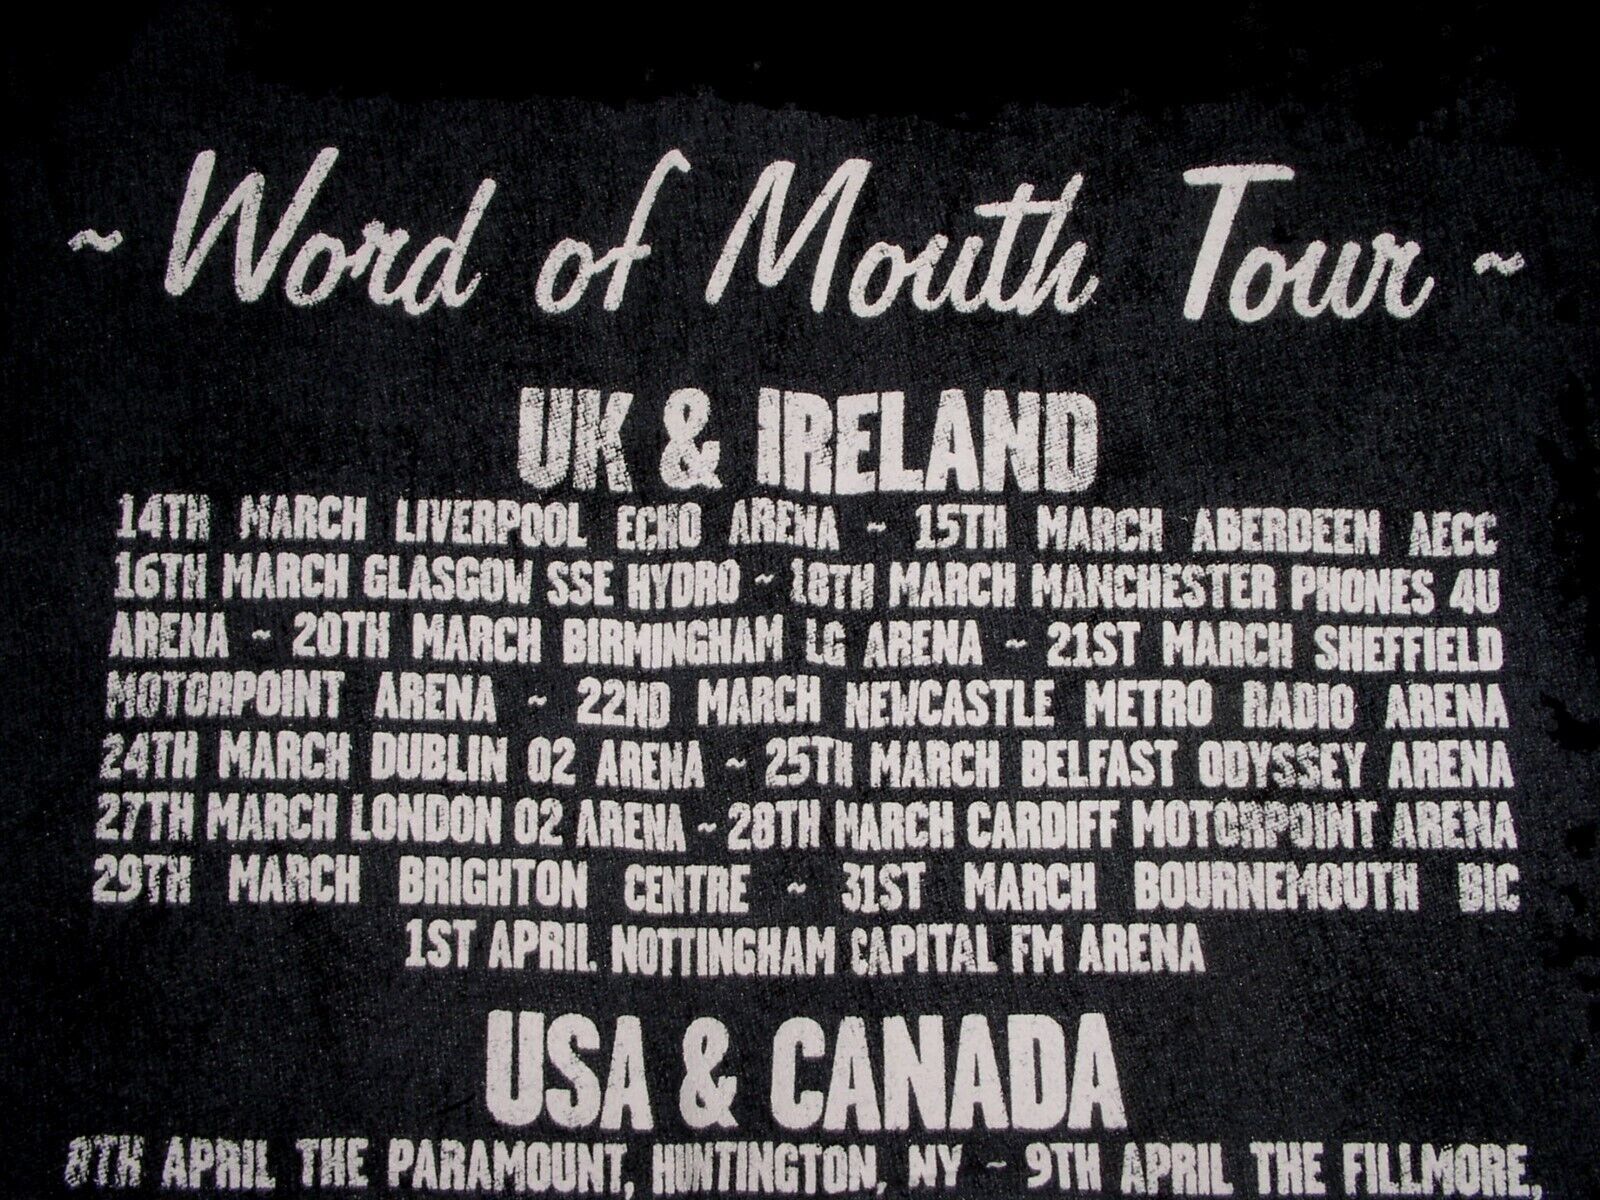 ~ Word of Mouth Tour ~
UK & IRELAND
14TH MARCH LIVERPOOL ECHO ARENA ~ 15TH MARCH ABERDEEN AECC
16TH MARCH GLASGOW SSE HYDRO ~ 18TH MARCH MANCHESTER PHONES 4U
ARENA ~ 20TH MARCH BIRMINGHAM LG ARENA ~ 21ST MARCH SHEFFIELD
MOTORPOINT ARENA ~ 22ND MARCH NEWCASTLE METRO RADIO ARENA
24TH MARCH DUBLIN O2 ARENA ~ 25TH MARCH BELFAST ODYSSEY ARENA
27TH MARCH LONDON O2 ARENA ~ 28TH MARCH CARDIFF MOTORPOINT ARENA
29TH MARCH BRIGHTON CENTRE ~ 31ST MARCH BOURNEMOUTH BIC
1ST APRIL NOTTINGHAM CAPITAL FM ARENA
USA & CANADA
8TH APRIL THE PARAMOUNT, HUNTINGTON, NY ~ 9TH APRIL THE FILLMORE,